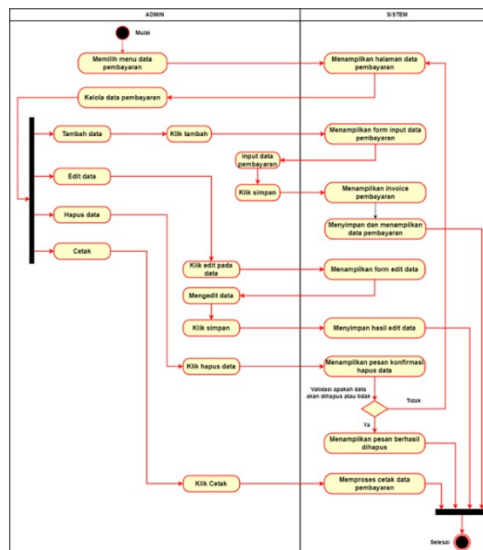 ADMIN
SISTEM
Mulai
Memilih menu data
pembayaran
Menampilkan halaman data
pembayaran
Kelola data pembayaran
Tambah data
Klik tambah
Menampilkan form input data
pembayaran
Input data
pembayaran
Edit data
Klik simpan
Menampilkan invoice
pembayaran
Hapus data
Menyimpan dan menampilkan
data pembayaran
Cetak
Klik edit pada
data
Menampilkan form edit data
Mengedit data
Klik simpan
Menyimpan hasil edit data
Klik hapus data
Menampilkan pesan konfirmasi
hapus data
Validasi apakah data
akan dihapus atau tidak
Tidak
Ya
Menampilkan pesan berhasil
dihapus
Klik Cetak
Memproses cetak data
pembayaran
Selesai